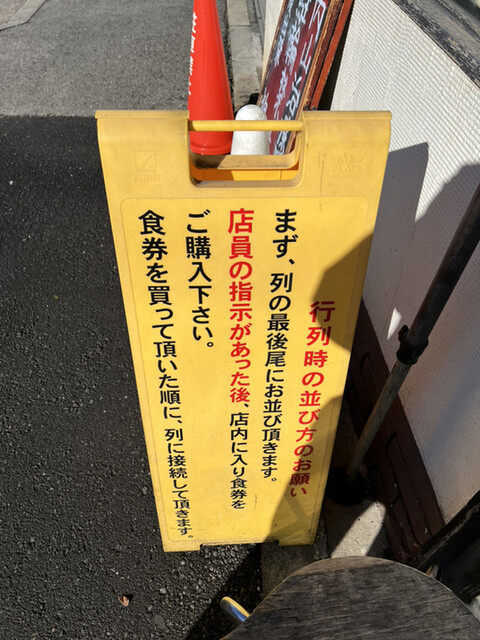 行列時の並び方のお願い
まず、列の最後尾にお並び頂きます。
店員の指示があった後、店内に入り食券を
ご購入下さい。
食券を買って頂いた順に、列に接続して頂きます。